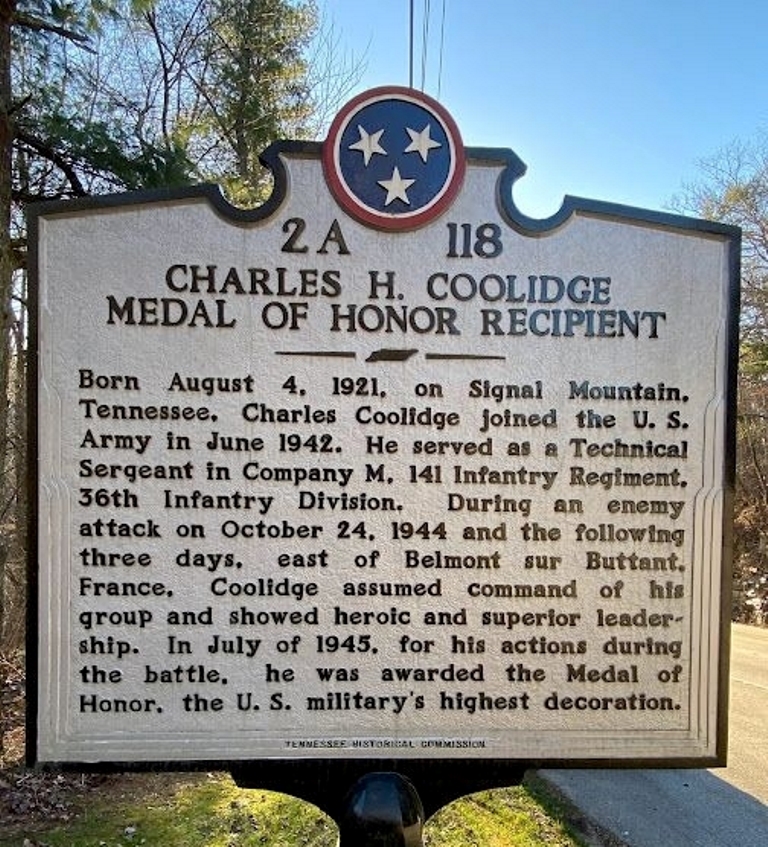 2 A 118
CHARLES H. COOLIDGE
MEDAL OF HONOR RECIPIENT
Born August 4, 1921, on Signal Mountain,
Tennessee, Charles Coolidge joined the U. S.
Army in June 1942. He served as a Technical
Sergeant in Company M, 141 Infantry Regiment,
36th Infantry Division. During an enemy
attack on October 24, 1944 and the following
three days, east of Belmont sur Buttant,
France, Coolidge assumed command of his
group and showed heroic and superior leader-
ship. In July of 1945, for his actions during
the battle, he was awarded the Medal of
Honor, the U. S. military's highest decoration.
TENNESSEE HISTORICAL COMMISSION